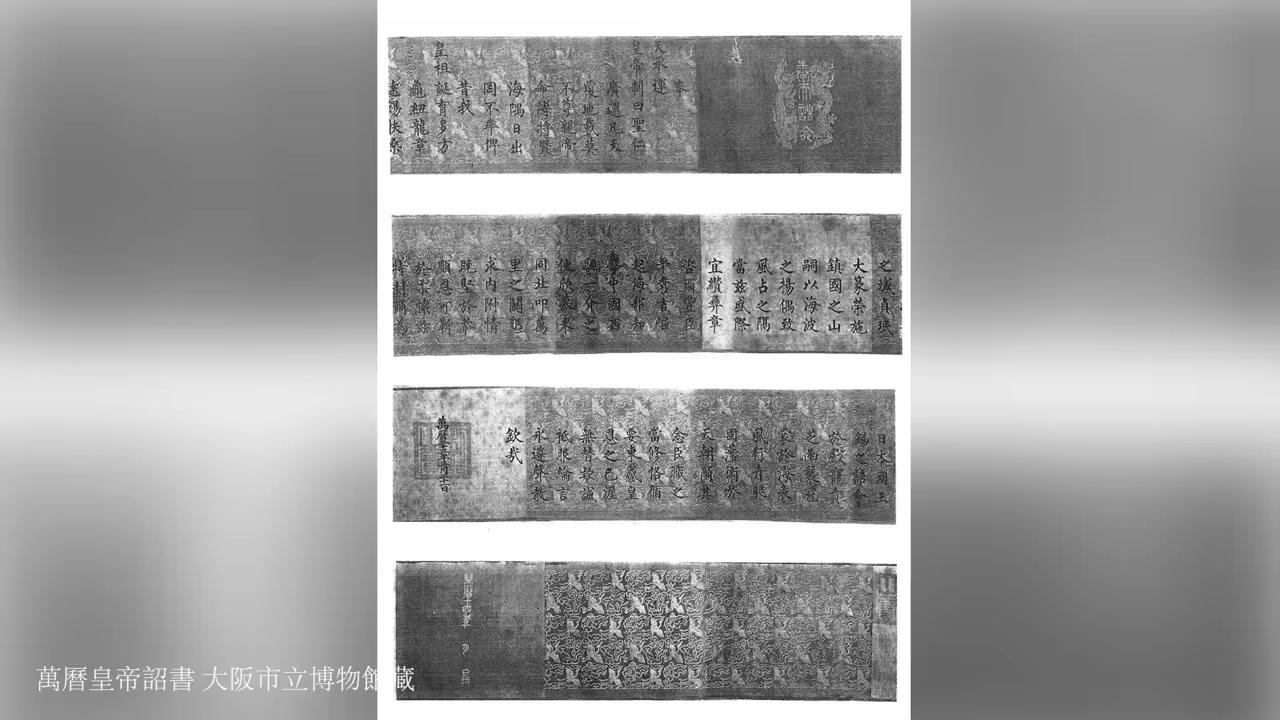 奉
天承運
皇帝制曰聖仁
廣運凡天
覆地載莫
不尊親帝
命溥將暨
海隅日出
罔不率俾
昔我
皇祖誕育多方
龜紐龍章
遠錫扶桑
之域貞珉
大篆榮施
鎮國之山
嗣以海波
之揚偶致
風占之隔
當茲盛際
宜纘彝章
咨爾豐臣
平秀吉崛
起海邦知
尊中國西
馳一介之
使欣慕來
同北叩萬
里之關懇
求內附情
既堅於恭
順恩可靳
於柔懷茲
特封爾為
日本國王
錫之誥命
於戲龍賁
芝函襲冠
裳於海表
風行卉服
固藩衛於
天朝爾其
念臣職之
當修恪循
要束感皇
恩之已渥
無替款誠
祗服綸言
永遵聲教
欽哉
萬曆皇帝詔書 大阪市立博物館藏